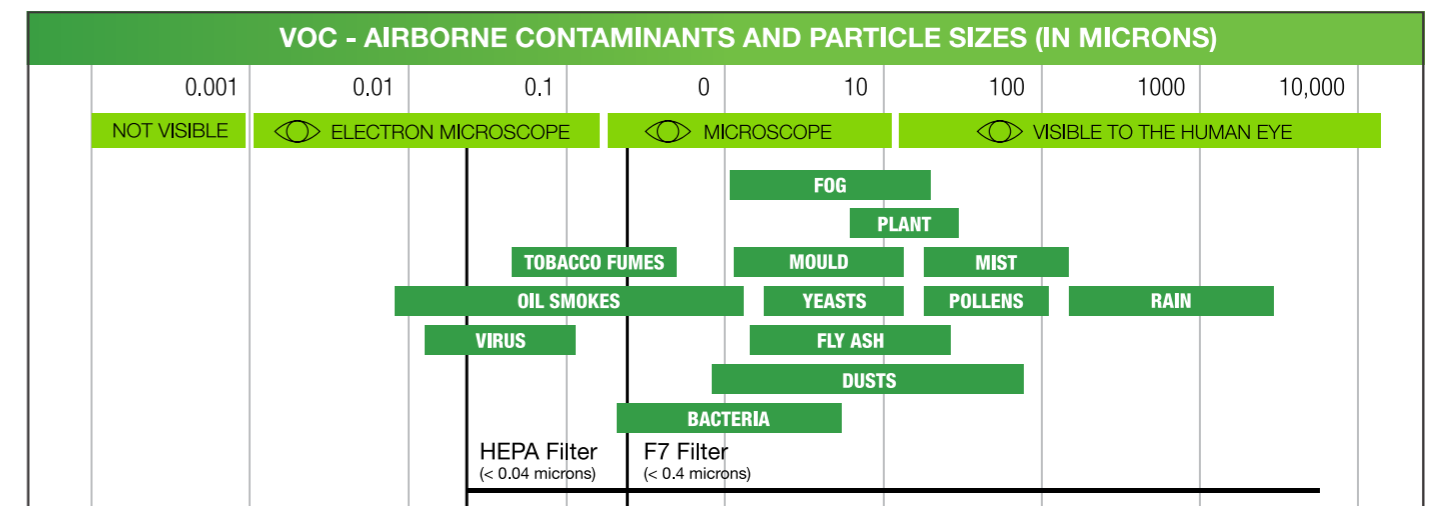 VOC - AIRBORNE CONTAMINANTS AND PARTICLE SIZES (IN MICRONS)
0.001 0.01 0.1 0 10 100 1000 10,000
NOT VISIBLE ELECTRON MICROSCOPE MICROSCOPE VISIBLE TO THE HUMAN EYE
FOG
PLANT
TOBACCO FUMES MOULD MIST
OIL SMOKES YEASTS POLLENS RAIN
VIRUS FLY ASH
DUSTS
BACTERIA
HEPA Filter F7 Filter
(< 0.04 microns) (< 0.4 microns)